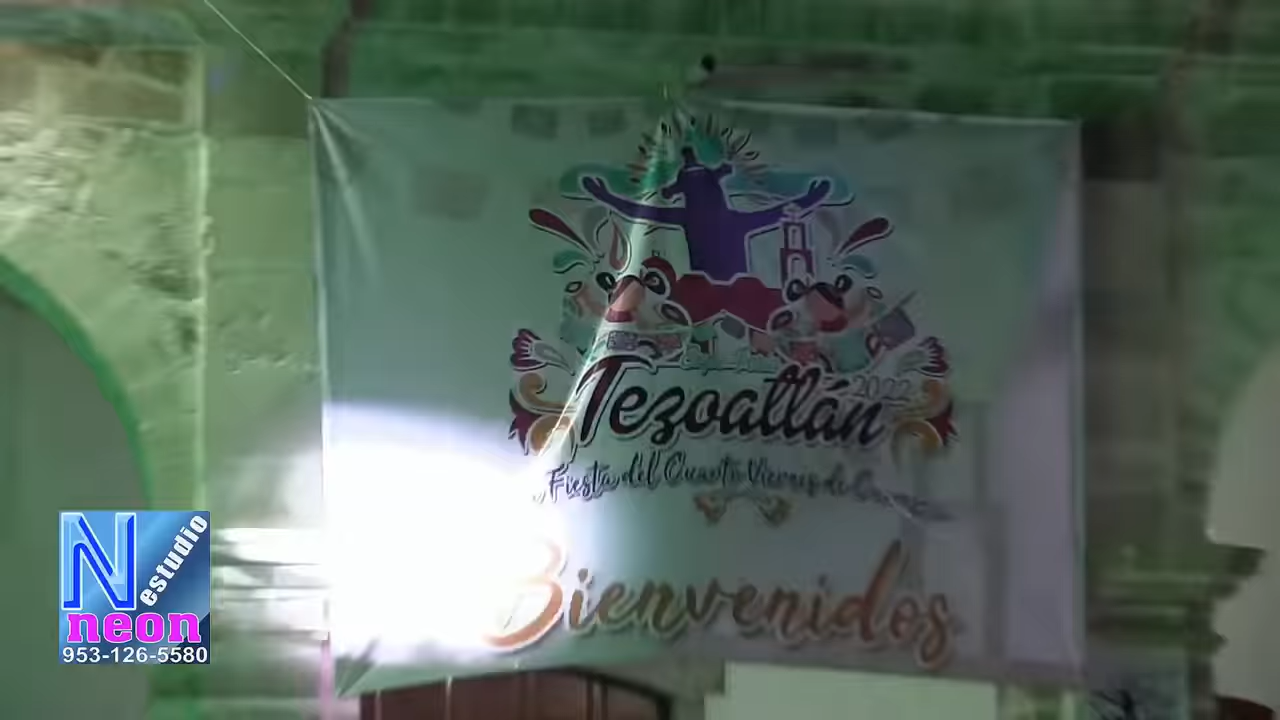 Tezoatlán
2022
Fiesta del Cuarto Viernes de
Bienvenidos
N estudio
neon
953-126-5580